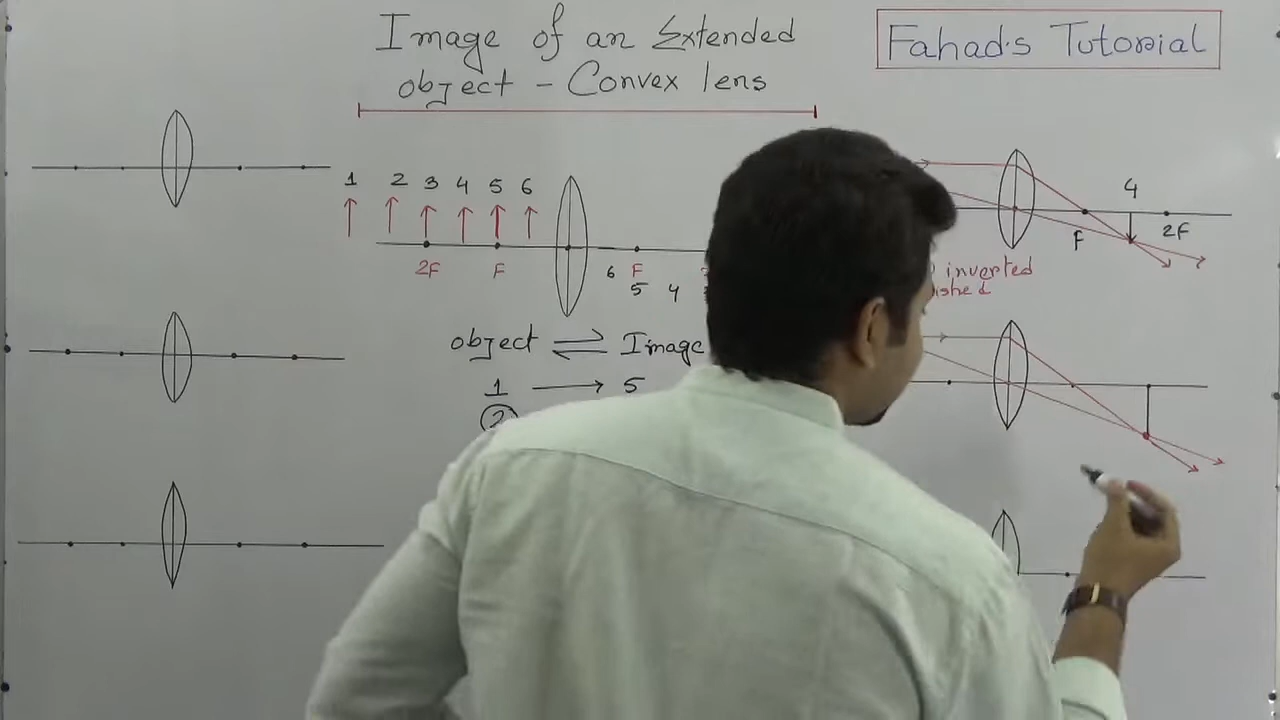 Image of an Extended
object - Convex lens
Fahad's Tutorial
1 2 3 4 5 6
2F F
6 F
5 4
object ⇌ Image
1 → 5
2
4
F 2F
inverted